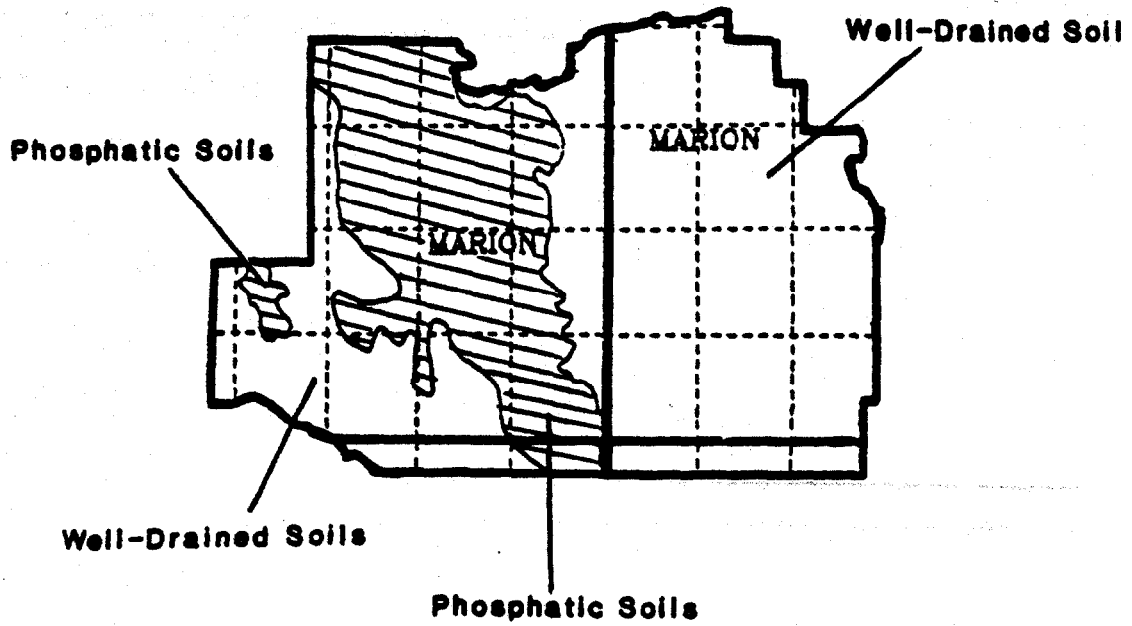 Well-Drained Soil
MARION
Phosphatic Soils
MARION
Well-Drained Soils
Phosphatic Soils